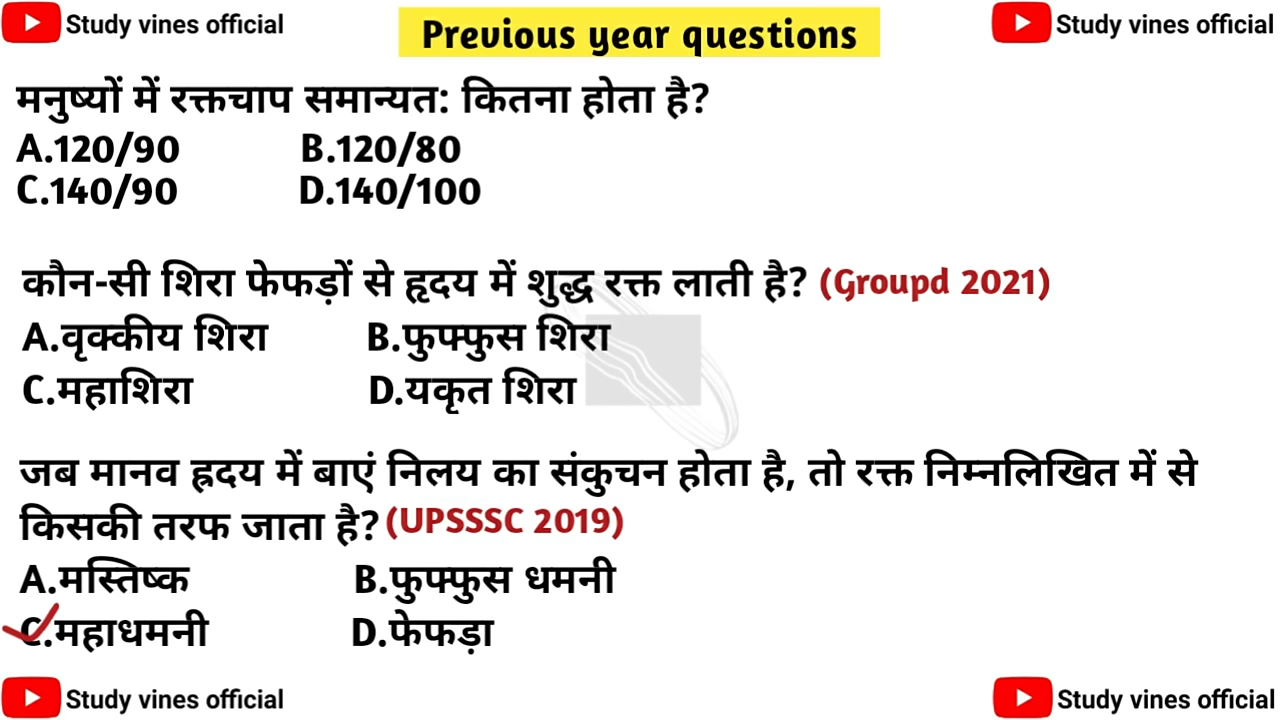 Study vines official
Previous year questions
Study vines official
मनुष्यों में रक्तचाप समान्यत: कितना होता है?
A.120/90 B.120/80
C.140/90 D.140/100
कौन-सी शिरा फेफड़ों से हृदय में शुद्ध रक्त लाती है? (Groupd 2021)
A.वृक्कीय शिरा B.फुफ्फुस शिरा
C.महाशिरा D.यकृत शिरा
जब मानव ह्रदय में बाएं निलय का संकुचन होता है, तो रक्त निम्नलिखित में से
किसकी तरफ जाता है? (UPSSSC 2019)
A.मस्तिष्क B.फुफ्फुस धमनी
C.महाधमनी D.फेफड़ा
Study vines official
Study vines official